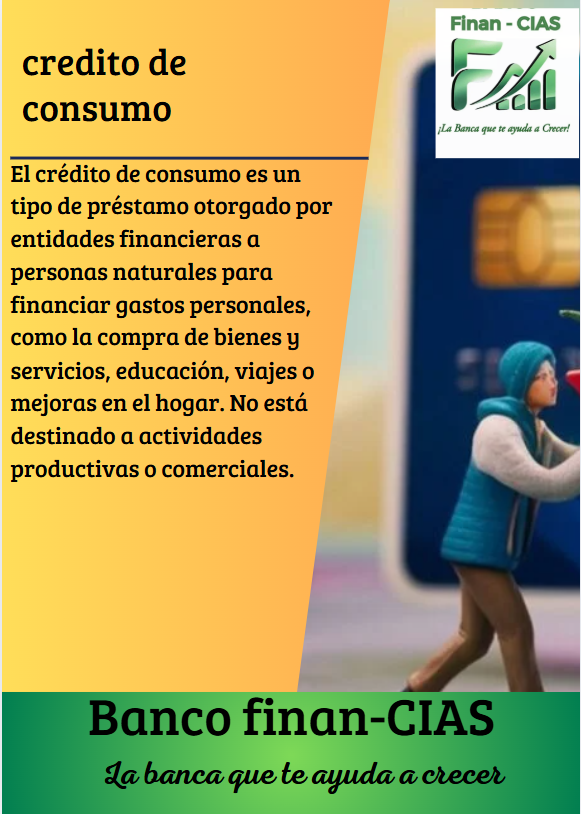 Finan - CIAS
¡La Banca que te ayuda a Crecer!
credito de
consumo
El crédito de consumo es un
tipo de préstamo otorgado por
entidades financieras a
personas naturales para
financiar gastos personales,
como la compra de bienes y
servicios, educación, viajes o
mejoras en el hogar. No está
destinado a actividades
productivas o comerciales.
Banco finan-CIAS
La banca que te ayuda a crecer